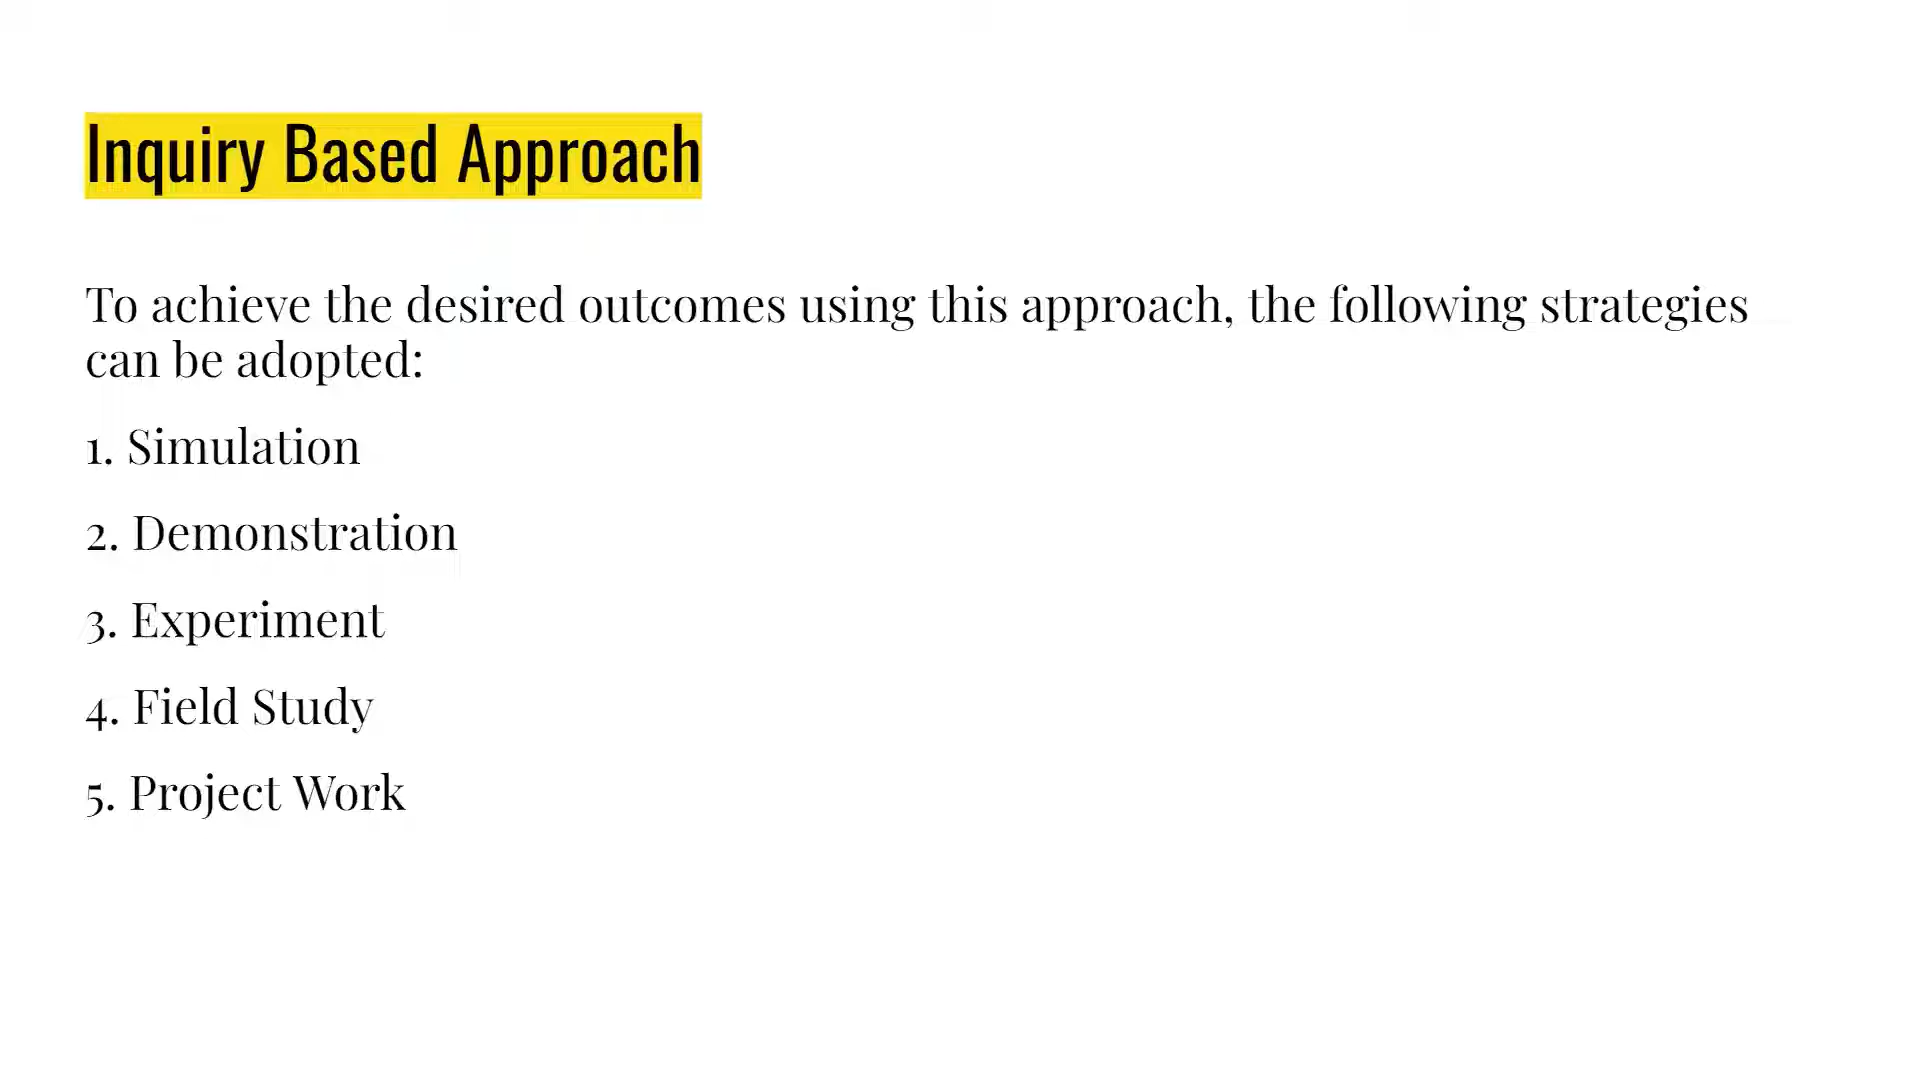 Inquiry Based Approach
To achieve the desired outcomes using this approach, the following strategies
can be adopted:
1. Simulation
2. Demonstration
3. Experiment
4. Field Study
5. Project Work